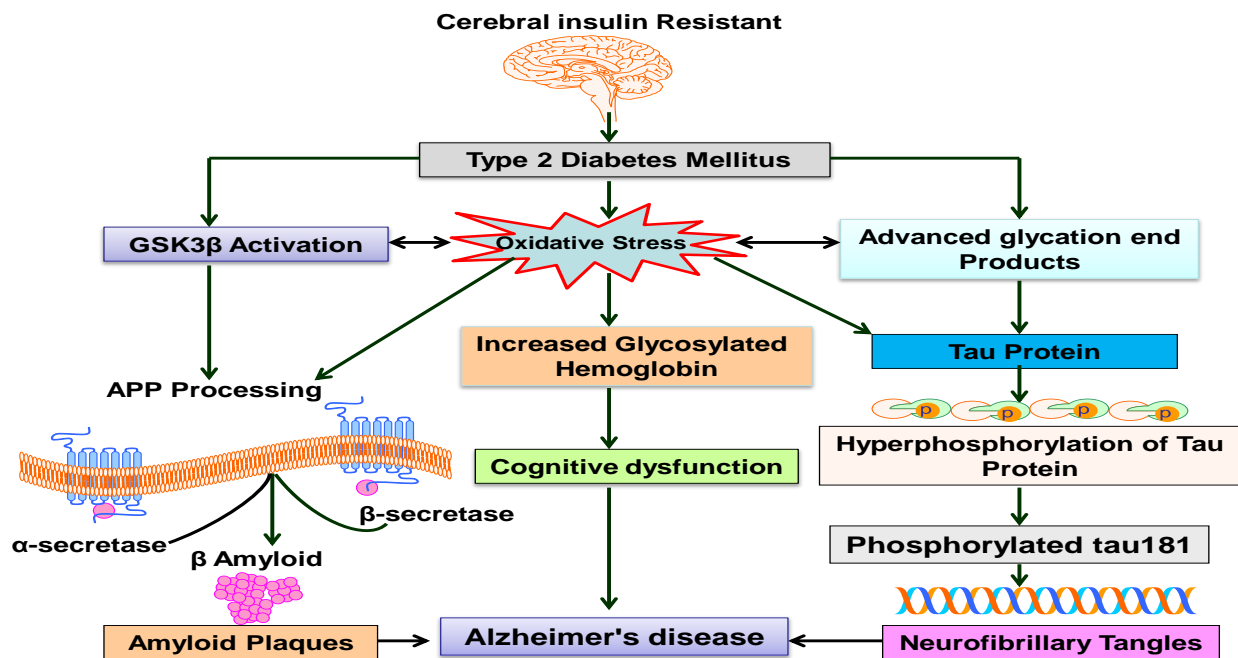 Cerebral insulin Resistant
Type 2 Diabetes Mellitus
GSK3β Activation
Oxidative Stress
Advanced glycation end
Products
Increased Glycosylated
Hemoglobin
Tau Protein
APP Processing
p p p p
Hyperphosphorylation of Tau
Protein
Cognitive dysfunction
β-secretase
α-secretase
β Amyloid
Phosphorylated tau181
Amyloid Plaques
Alzheimer's disease
Neurofibrillary Tangles